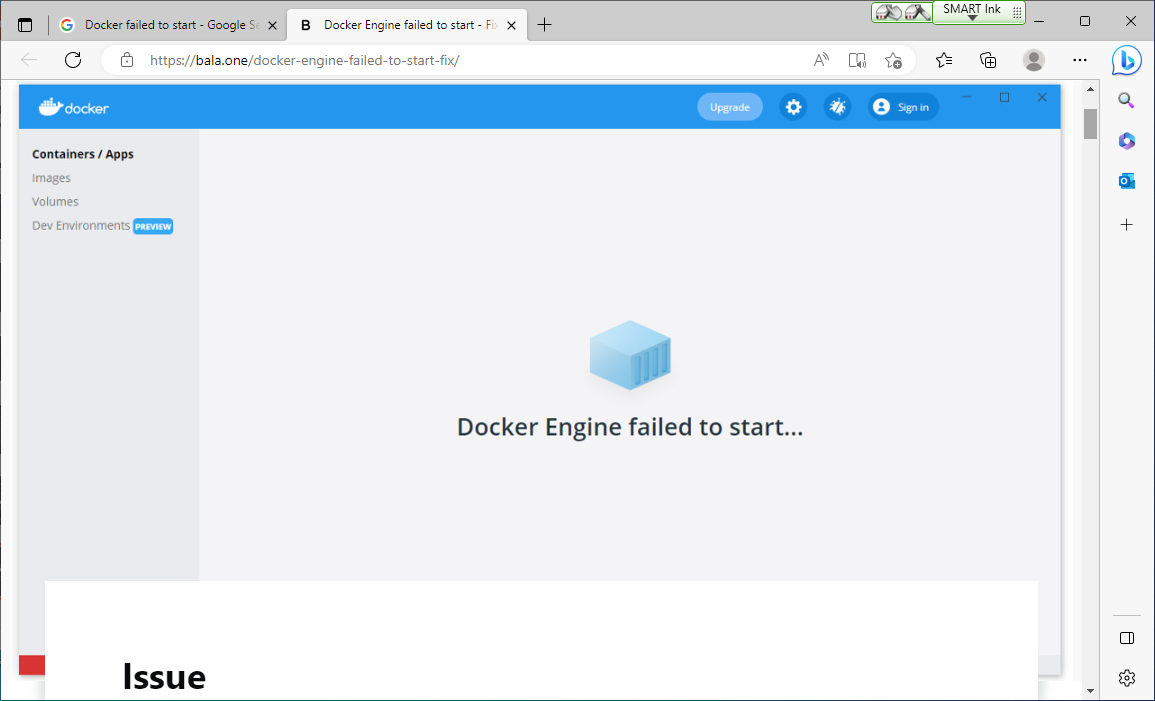 SMART Ink
Docker failed to start - Google Se
B Docker Engine failed to start - Fix
https://bala.one/docker-engine-failed-to-start-fix/
docker
Upgrade
Sign in
Containers / Apps
Images
Volumes
Dev Environments PREVIEW
Docker Engine failed to start...
Issue